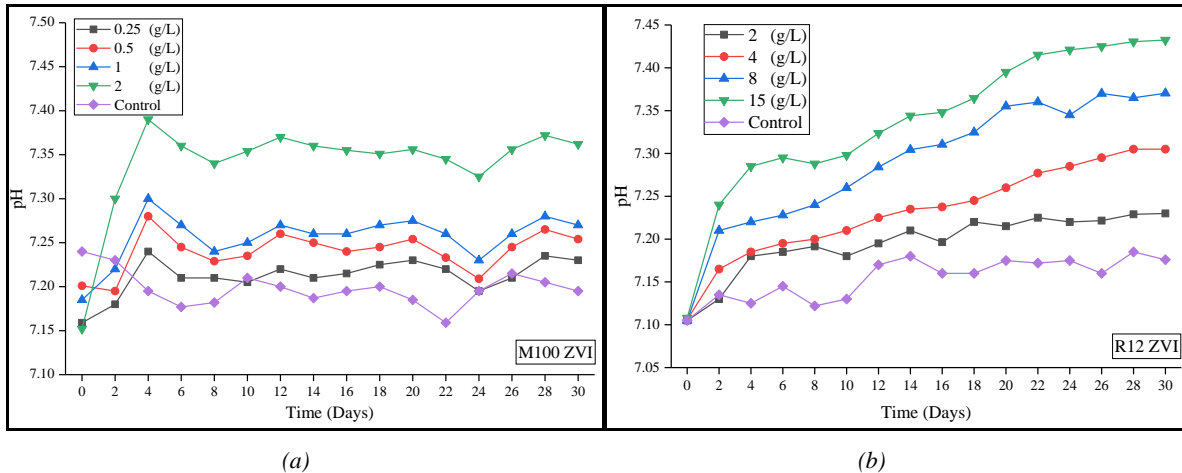 7.50
7.45
7.40
7.35
7.30
7.25
7.20
7.15
7.10
pH
0.25 (g/L)
0.5 (g/L)
1 (g/L)
2 (g/L)
Control
M100 ZVI
0 2 4 6 8 10 12 14 16 18 20 22 24 26 28 30
Time (Days)
(a)
7.45
7.40
7.35
7.30
7.25
7.20
7.15
7.10
7.05
pH
2 (g/L)
4 (g/L)
8 (g/L)
15 (g/L)
Control
R12 ZVI
0 2 4 6 8 10 12 14 16 18 20 22 24 26 28 30
Time (Days)
(b)